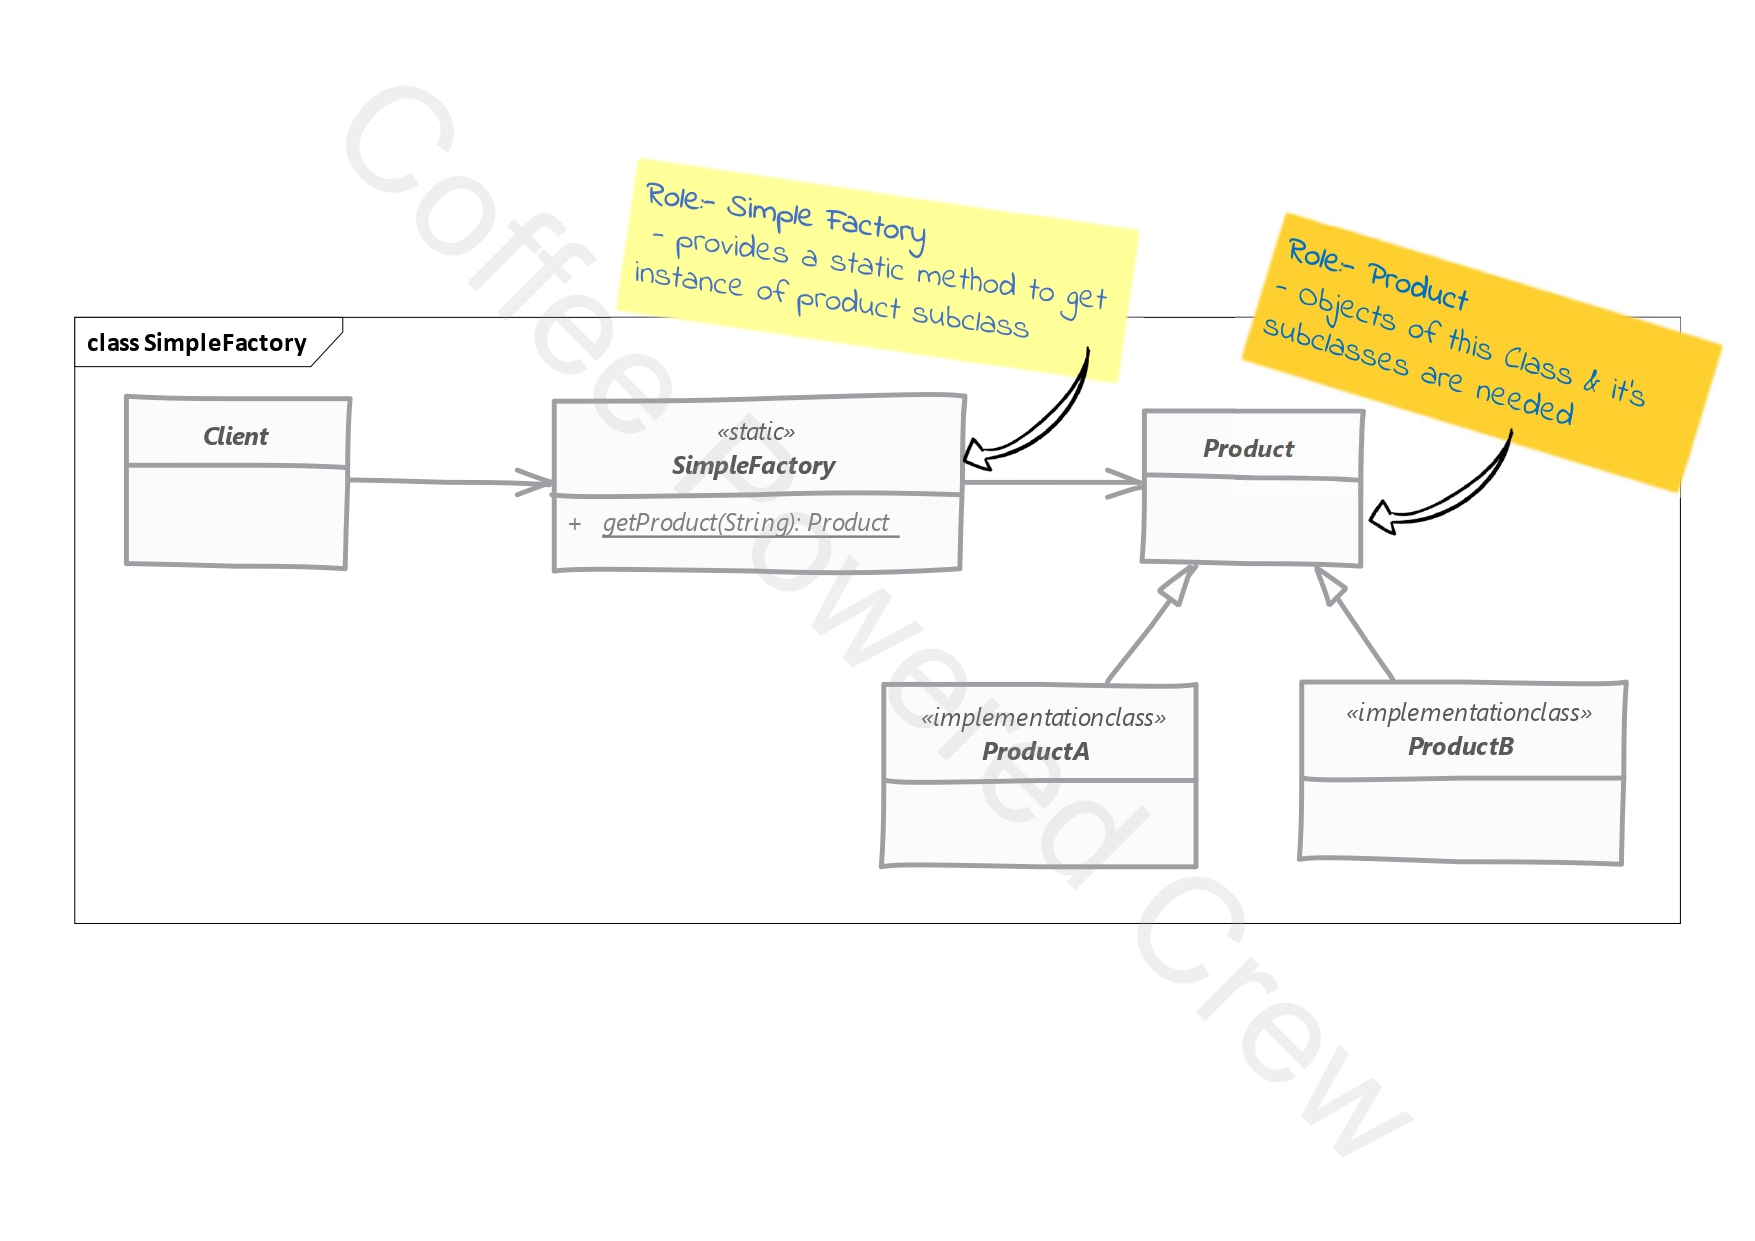 Role:- Simple Factory
- provides a static method to get
instance of product subclass
Role:- Product
- Objects of this Class & it's
subclasses are needed
class SimpleFactory
Client
«static»
SimpleFactory
+ getProduct(String): Product
Product
«implementationclass»
ProductA
«implementationclass»
ProductB
Coffee Powered Crew